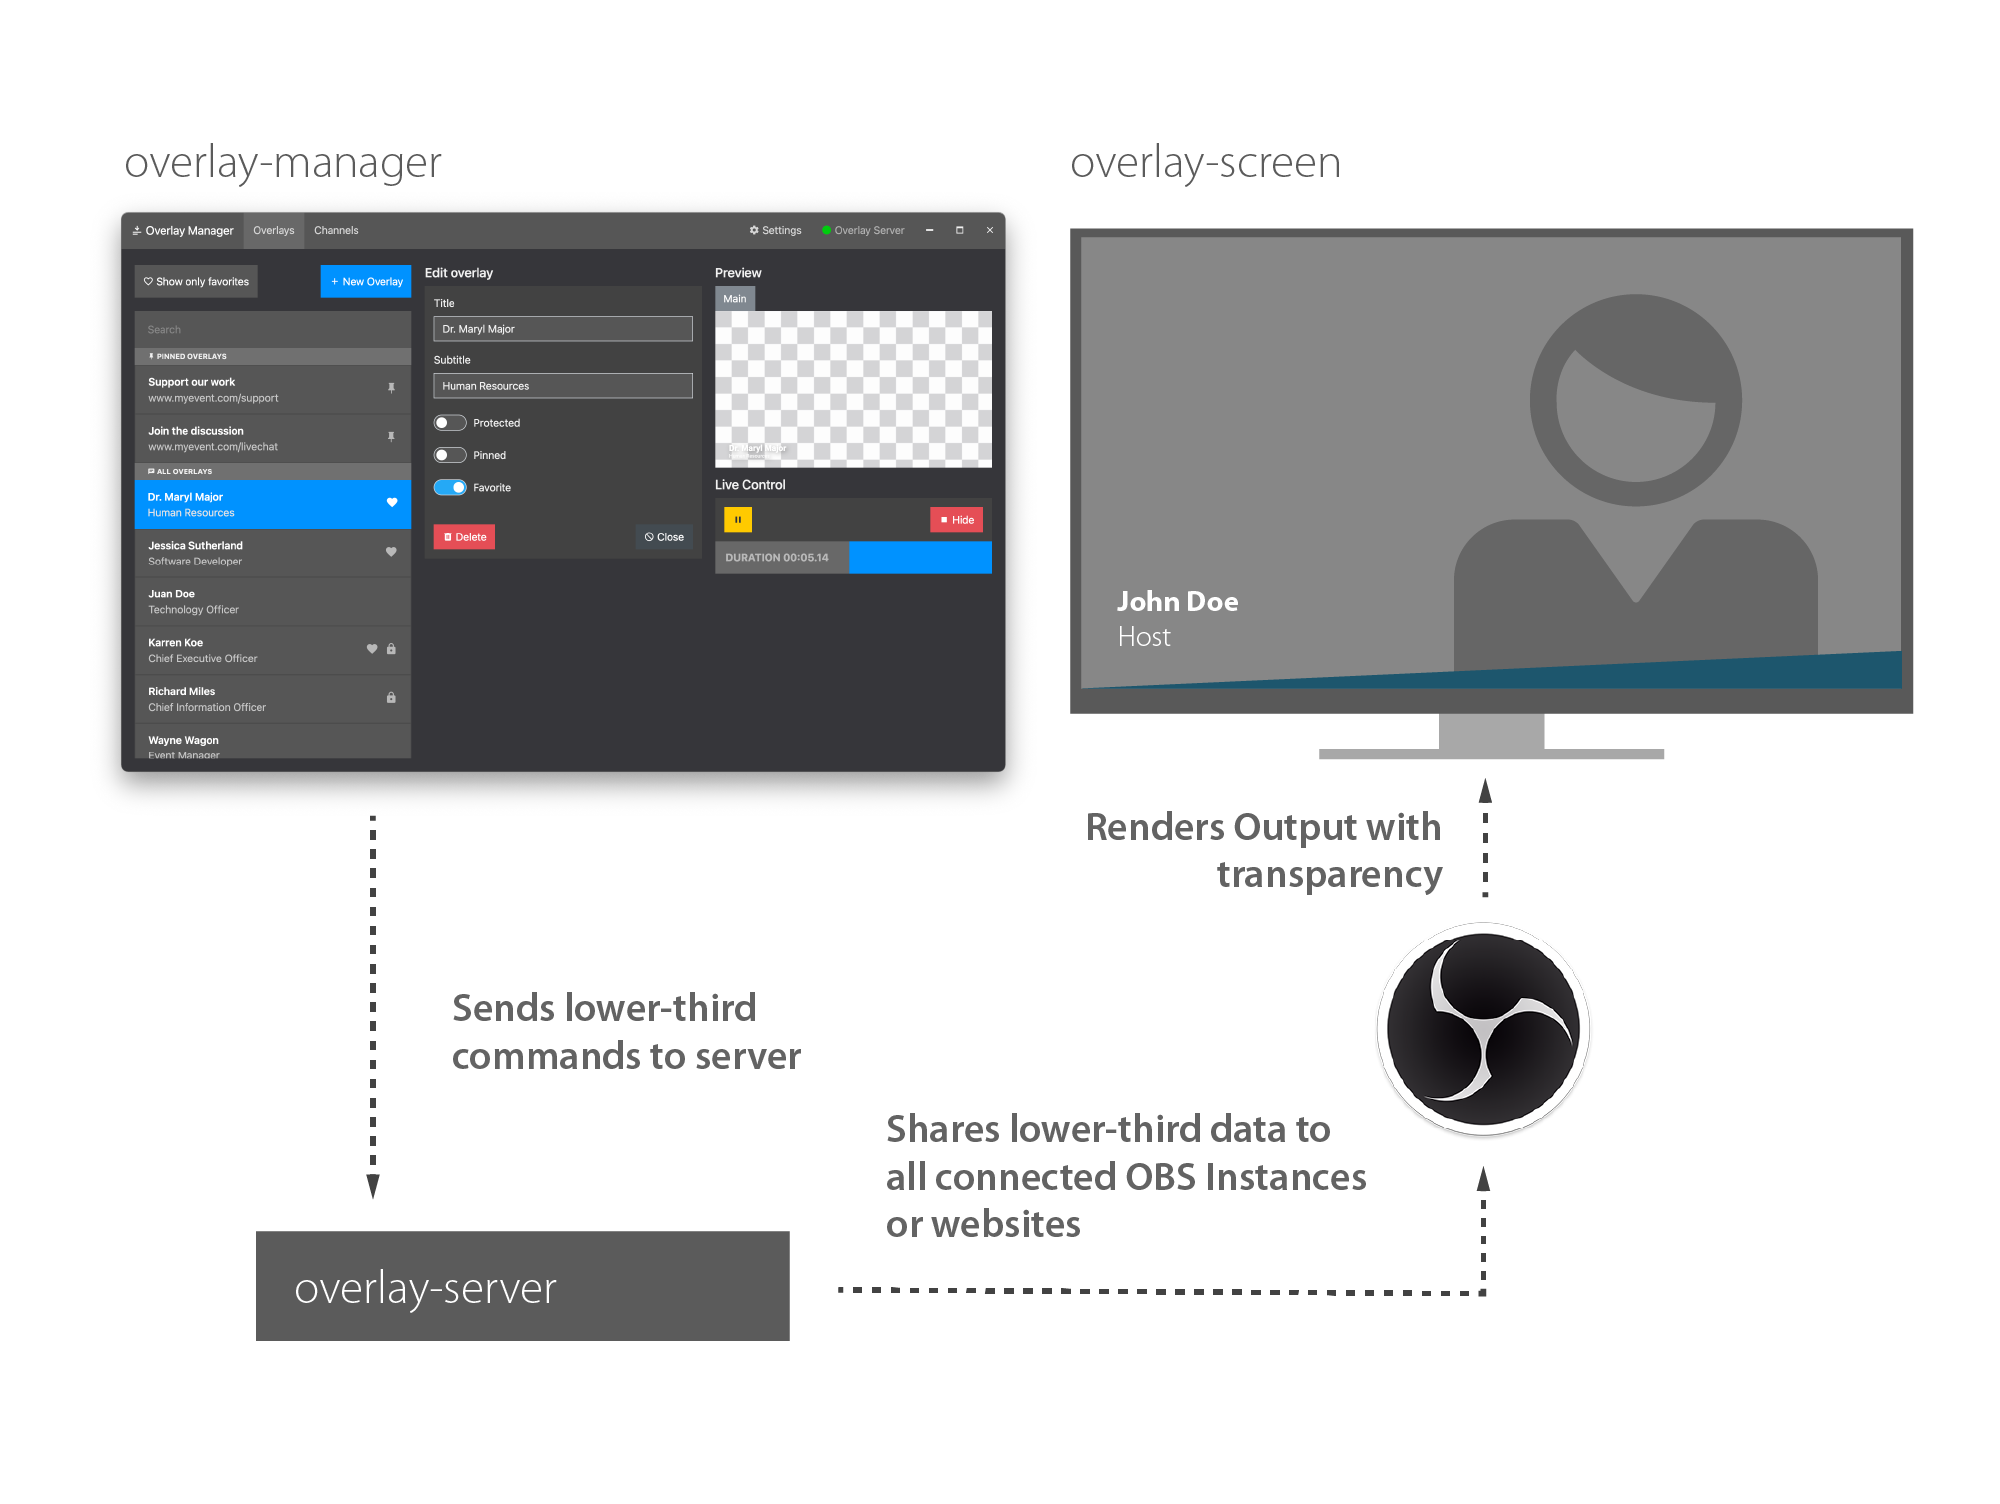 overlay-manager
overlay-screen
Overlay Manager
Overlays
Channels
Settings
Overlay Server
Show only favorites
+ New Overlay
Search
PINNED OVERLAYS
Support our work
www.myevent.com/support
Join the discussion
www.myevent.com/livechat
ALL OVERLAYS
Dr. Maryl Major
Human Resources
Jessica Sutherland
Software Developer
Juan Doe
Technology Officer
Karren Koe
Chief Executive Officer
Richard Miles
Chief Information Officer
Wayne Wagon
Event Manager
Edit overlay
Title
Dr. Maryl Major
Subtitle
Human Resources
Protected
Pinned
Favorite
Delete
Close
Preview
Main
Dr. Maryl Major
Live Control
Hide
DURATION 00:05.14
John Doe
Host
Renders Output with
transparency
Sends lower-third
commands to server
Shares lower-third data to
all connected OBS Instances
or websites
overlay-server